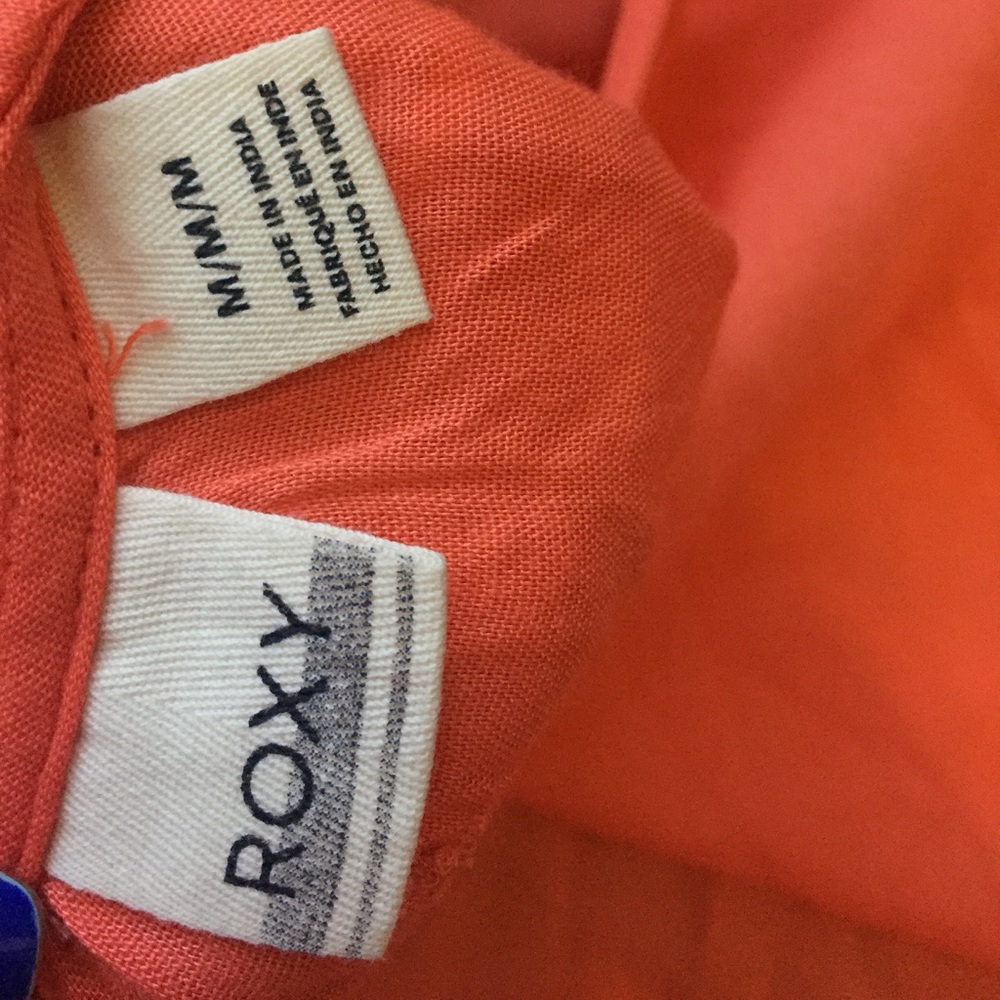 M/M/M
MADE IN INDIA
FABRIQUÉ EN INDE
HECHO EN INDIA
ROXY